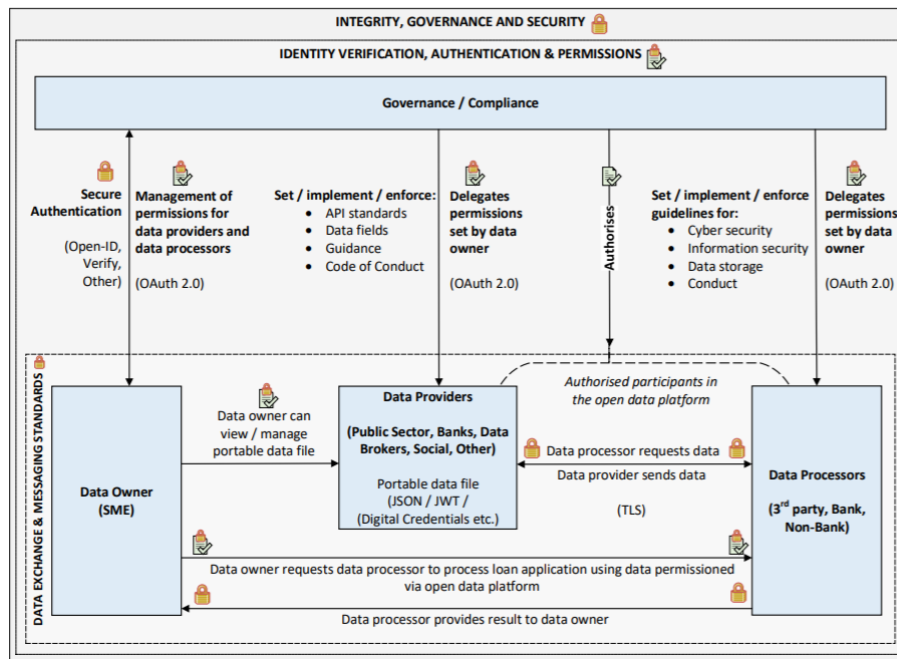 INTEGRITY, GOVERNANCE AND SECURITY
IDENTITY VERIFICATION, AUTHENTICATION & PERMISSIONS
Governance / Compliance
Secure
Authentication
(Open-ID,
Verify,
Other)
Management of
permissions for
data providers and
data processors
(OAuth 2.0)
Set / implement / enforce:
• API standards
• Data fields
• Guidance
• Code of Conduct
Delegates
permissions
set by data
owner
(OAuth 2.0)
Authorises
Set / implement / enforce
guidelines for:
• Cyber security
• Information security
• Data storage
• Conduct
Delegates
permissions
set by data
owner
(OAuth 2.0)
DATA EXCHANGE & MESSAGING STANDARDS
Data Owner
(SME)
Data owner can
view / manage
portable data file
Data Providers
(Public Sector, Banks, Data
Brokers, Social, Other)
Portable data file
(JSON / JWT /
(Digital Credentials etc.)
Authorised participants in
the open data platform
Data processor requests data
Data provider sends data
(TLS)
Data Processors
(3rd party, Bank,
Non-Bank)
Data owner requests data processor to process loan application using data permissioned
via open data platform
Data processor provides result to data owner